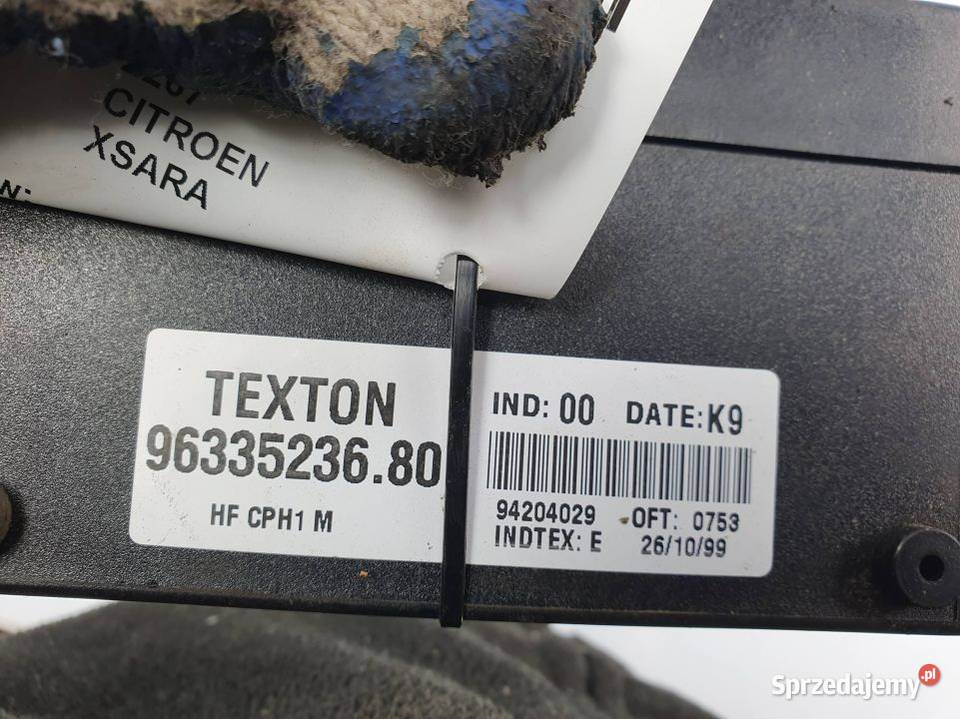 CITROEN
XSARA
TEXTON
96335236.80
HF CPH1 M
IND: 00 DATE: K9
94204029 OFT: 0753
INDTEX: E 26/10/99
Sprzedajemy.pl